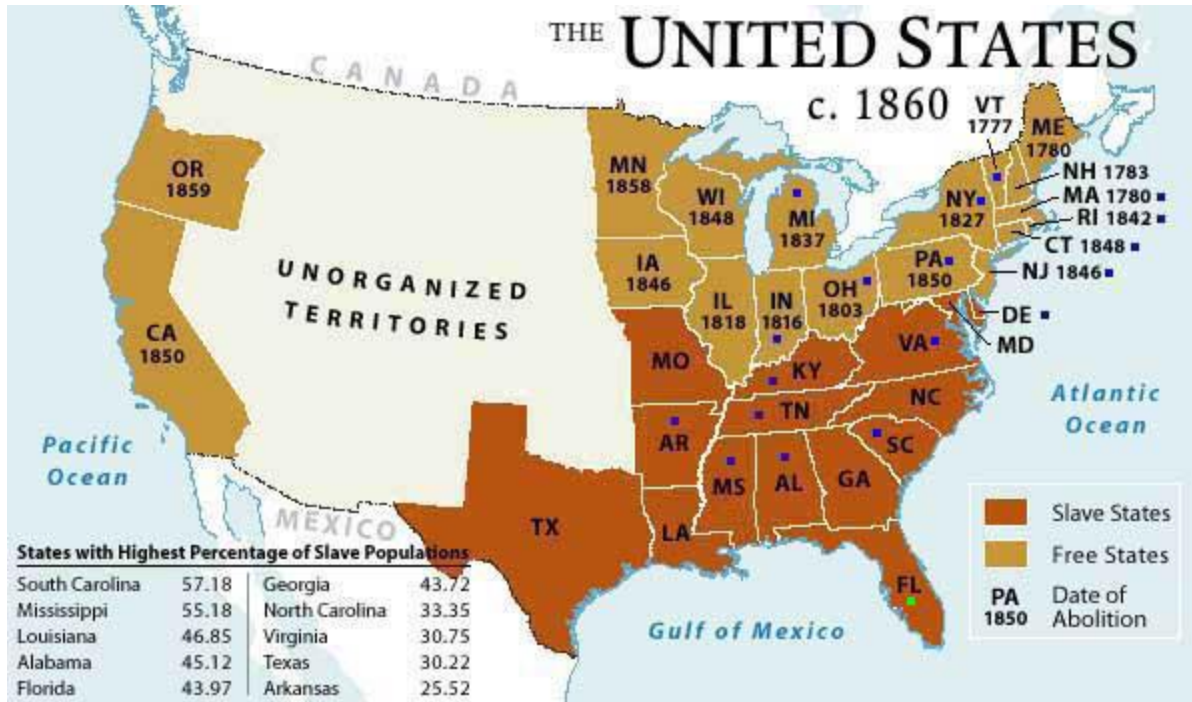 THE UNITED STATES
c. 1860
CANADA
VT
1777
ME
1780
NH 1783
MA 1780
RI 1842
CT 1848
NJ 1846
DE
MD
OR
1859
MN
1858
WI
1848
MI
1837
NY
1827
PA
1850
IA
1846
IL
1818
IN
1816
OH
1803
UNORGANIZED
TERRITORIES
CA
1850
MO
KY
VA
TN
NC
AR
SC
MS
AL
GA
TX
LA
FL
Pacific
Ocean
Atlantic
Ocean
MEXICO
Gulf of Mexico
Slave States
Free States
PA
1850
Date of
Abolition
States with Highest Percentage of Slave Populations
South Carolina 57.18 Georgia 43.72
Mississippi 55.18 North Carolina 33.35
Louisiana 46.85 Virginia 30.75
Alabama 45.12 Texas 30.22
Florida 43.97 Arkansas 25.52